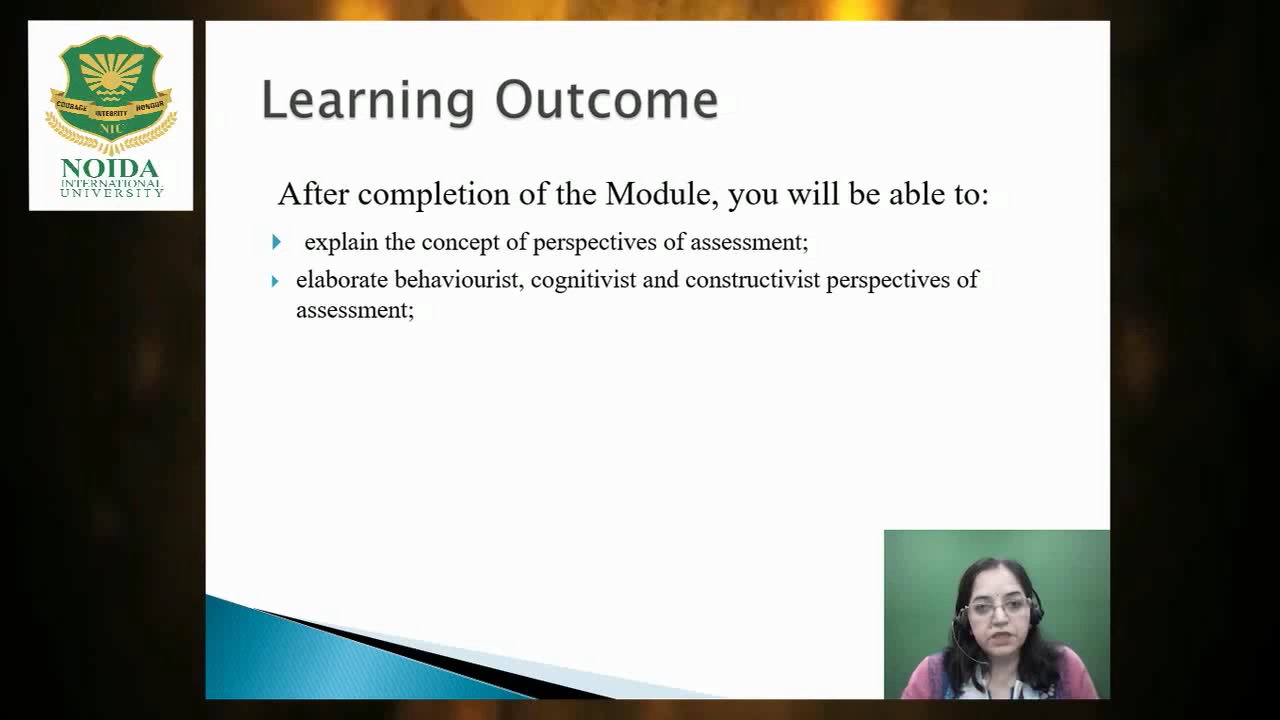 COURAGE INTEGRITY HONOUR
NIU
NOIDA
INTERNATIONAL
UNIVERSITY
Learning Outcome
After completion of the Module, you will be able to:
explain the concept of perspectives of assessment;
elaborate behaviourist, cognitivist and constructivist perspectives of
assessment;